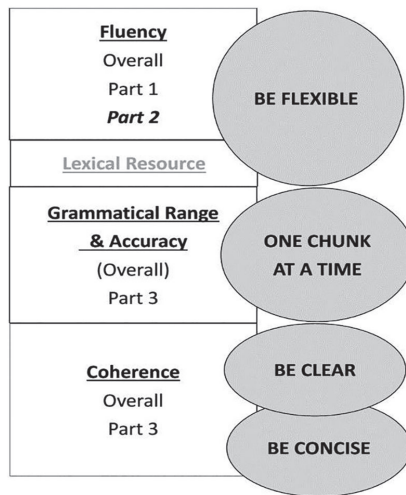 Fluency
Overall
Part 1
Part 2
BE FLEXIBLE
Lexical Resource
Grammatical Range
& Accuracy
(Overall)
Part 3
ONE CHUNK
AT A TIME
Coherence
Overall
Part 3
BE CLEAR
BE CONCISE